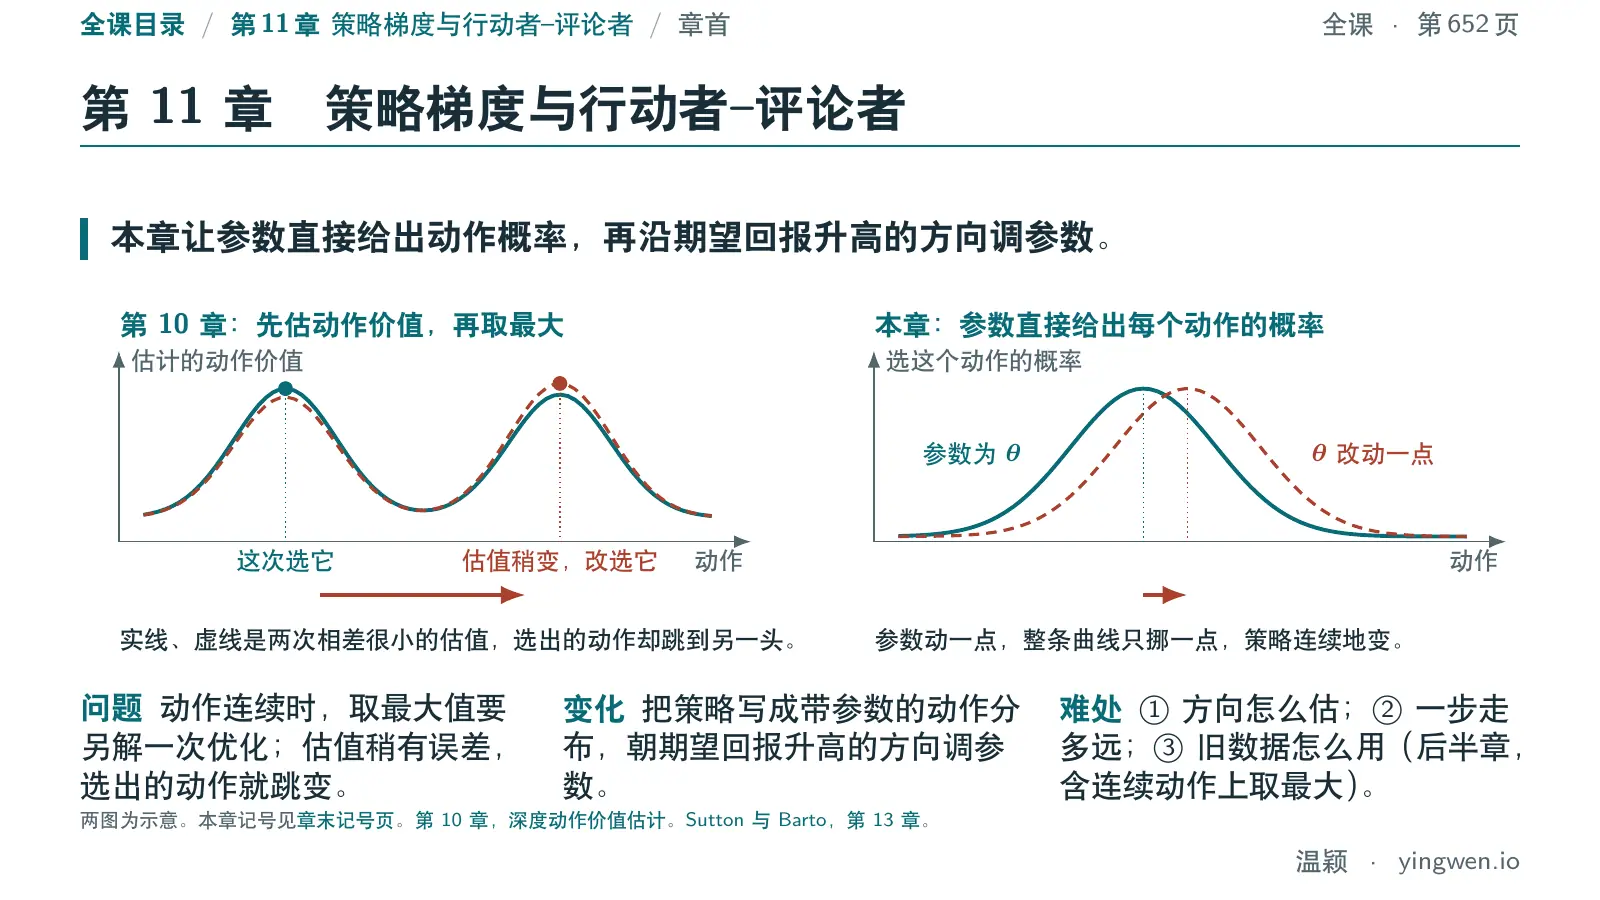 全课目录 / 第 11 章 策略梯度与行动者–评论者 / 章首
全课 · 第 652 页
第 11 章 策略梯度与行动者–评论者
本章让参数直接给出动作概率，再沿期望回报升高的方向调参数。
第 10 章：先估动作价值，再取最大
估计的动作价值
这次选它
估值稍变，改选它
动作
实线、虚线是两次相差很小的估值，选出的动作却跳到另一头。
本章：参数直接给出每个动作的概率
选这个动作的概率
参数为 θ
θ 改动一点
动作
参数动一点，整条曲线只挪一点，策略连续地变。
问题 动作连续时，取最大值要
另解一次优化；估值稍有误差，
选出的动作就跳变。
变化 把策略写成带参数的动作分
布，朝期望回报升高的方向调参
数。
难处 ① 方向怎么估；② 一步走
多远；③ 旧数据怎么用（后半章，
含连续动作上取最大）。
两图为示意。本章记号见章末记号页。第 10 章，深度动作价值估计。Sutton 与 Barto，第 13 章。
温颖 · yingwen.io